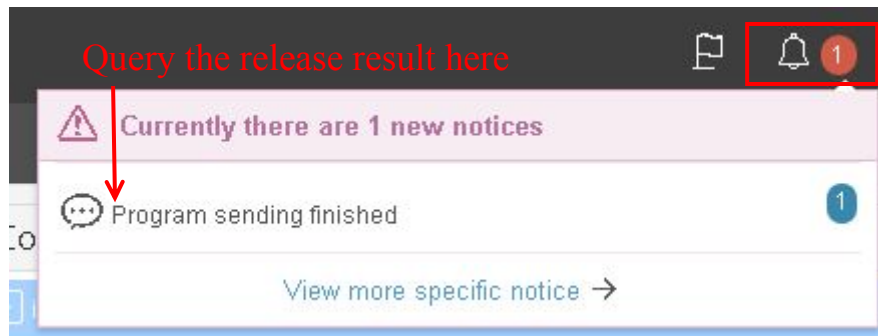 Query the release result here
1
Currently there are 1 new notices
Program sending finished
1
View more specific notice →